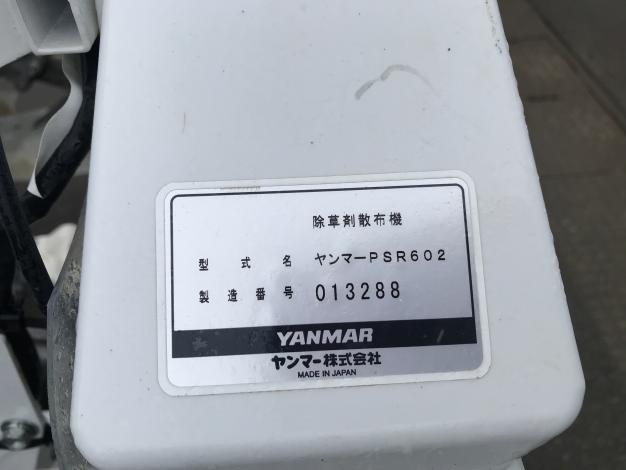 除草剤散布機
型式名 ヤンマーPSR602
製造番号 013288
YANMAR
ヤンマー株式会社
MADE IN JAPAN